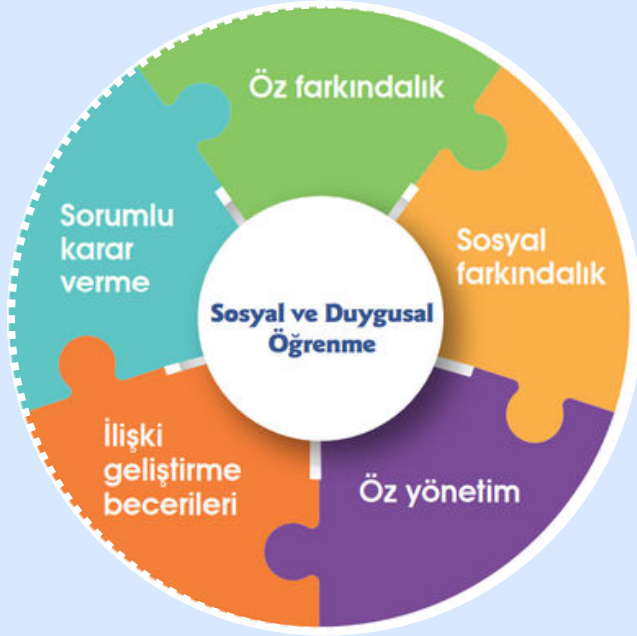 Öz farkındalık
Sosyal
farkındalık
Öz yönetim
İlişki
geliştirme
becerileri
Sorumlu
karar
verme
Sosyal ve Duygusal
Öğrenme